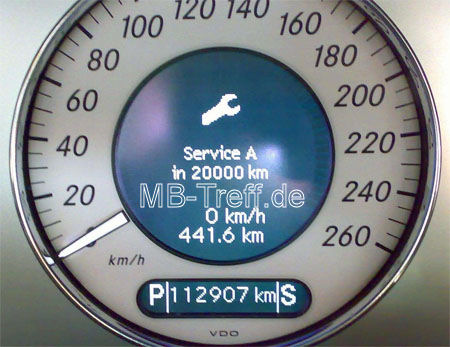 100
120
140
160
80
180
60
200
40
220
20
240
260
Service A
in 20000 km
MB-Treff.de
0 km/h
441.6 km
km/h
P 112907 km S
VDO